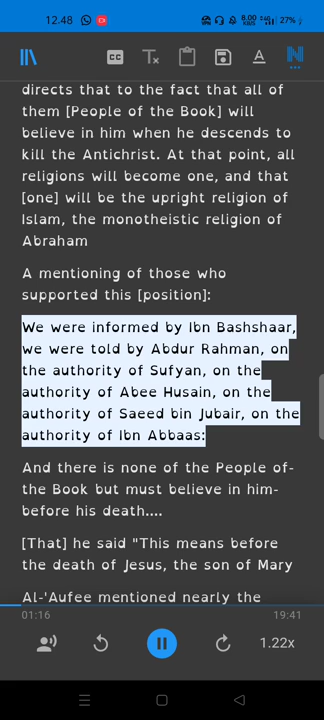 12.48
8.00
KB/S
27%
CC
directs that to the fact that all of
them [People of the Book] will
believe in him when he descends to
kill the Antichrist. At that point, all
religions will become one, and that
[one] will be the upright religion of
Islam, the monotheistic religion of
Abraham
A mentioning of those who
supported this [position]:
We were informed by Ibn Bashshaar,
we were told by Abdur Rahman, on
the authority of Sufyan, on the
authority of Abee Husain, on the
authority of Saeed bin Jubair, on the
authority of Ibn Abbaas:
And there is none of the People of-
the Book but must believe in him-
before his death....
[That] he said "This means before
the death of Jesus, the son of Mary
Al-'Aufee mentioned nearly the
01:16 19:41
1.22x